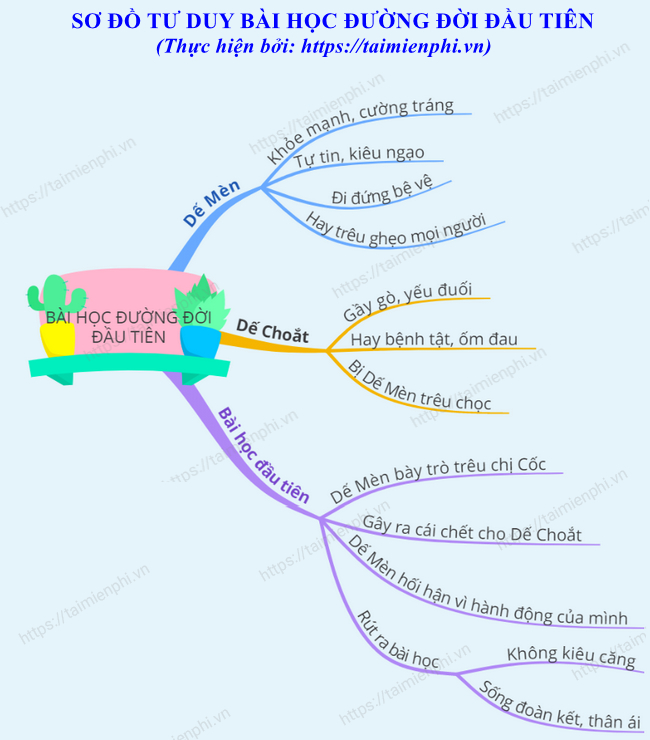 SƠ ĐỒ TƯ DUY BÀI HỌC ĐƯỜNG ĐỜI ĐẦU TIÊN
(Thực hiện bởi: https://taimienphi.vn)
BÀI HỌC ĐƯỜNG ĐỜI
ĐẦU TIÊN
Dế Mèn
Khỏe mạnh, cường tráng
Tự tin, kiêu ngạo
Đi đứng bệ vệ
Hay trêu ghẹo mọi người
Dế Choắt
Gầy gò, yếu đuối
Hay bệnh tật, ốm đau
Bị Dế Mèn trêu chọc
Bài học đầu tiên
Dế Mèn bày trò trêu chị Cốc
Gây ra cái chết cho Dế Choắt
Dế Mèn hối hận vì hành động của mình
Rút ra bài học
Không kiêu căng
Sống đoàn kết, thân ái
https://taimienphi.vn